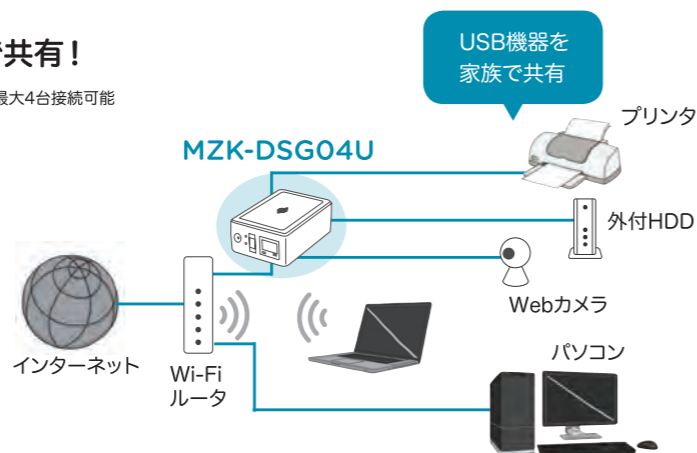 共有！
最大4台接続可能
USB機器を
家族で共有
プリンタ
MZK-DSG04U
外付HDD
Webカメラ
インターネット
Wi-Fi
ルータ
パソコン